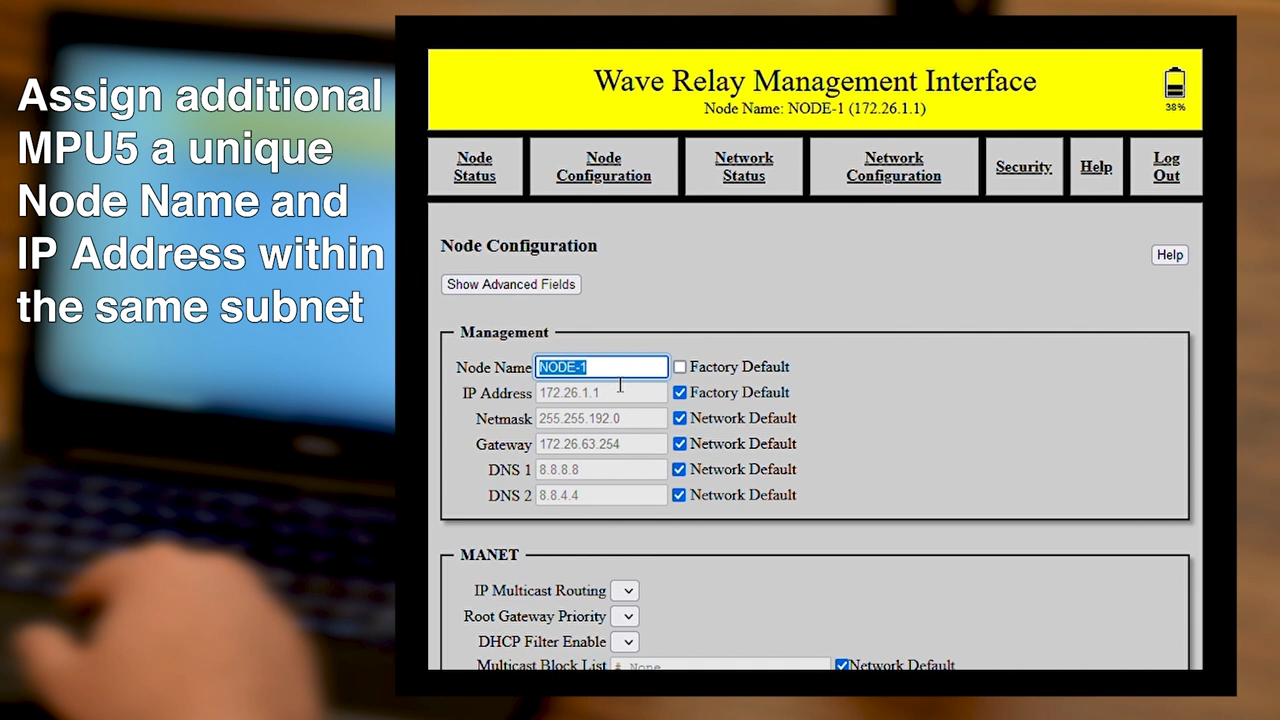 Assign additional
MPU5 a unique
Node Name and
IP Address within
the same subnet
Wave Relay Management Interface
Node Name: NODE-1 (172.26.1.1)
38%
Node Status
Node Configuration
Network Status
Network Configuration
Security
Help
Log Out
Node Configuration
Help
Show Advanced Fields
Management
Node Name NODE-1 Factory Default
IP Address 172.26.1.1 Factory Default
Netmask 255.255.192.0 Network Default
Gateway 172.26.63.254 Network Default
DNS 1 8.8.8.8 Network Default
DNS 2 8.8.4.4 Network Default
MANET
IP Multicast Routing
Root Gateway Priority
DHCP Filter Enable
Multicast Block List None Network Default